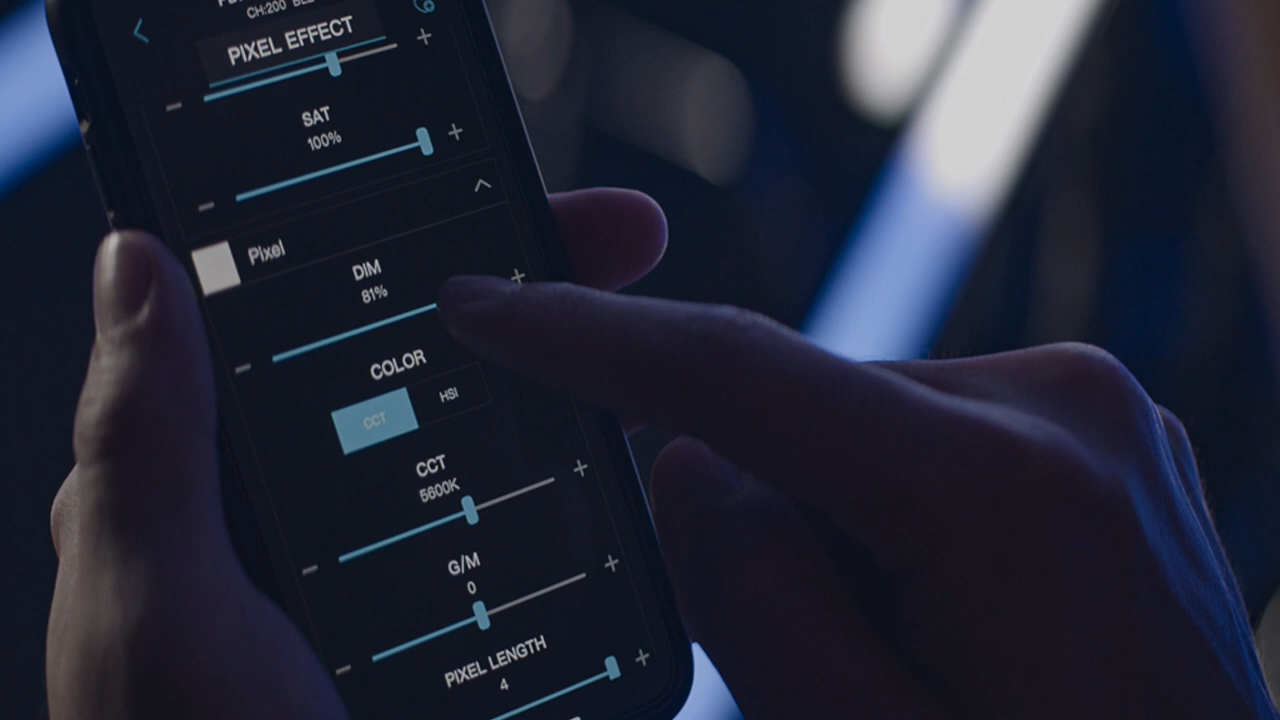 CH:200
PIXEL EFFECT
SAT
100%
Pixel
DIM
81%
COLOR
CCT
HSI
CCT
5600K
G/M
0
PIXEL LENGTH
4